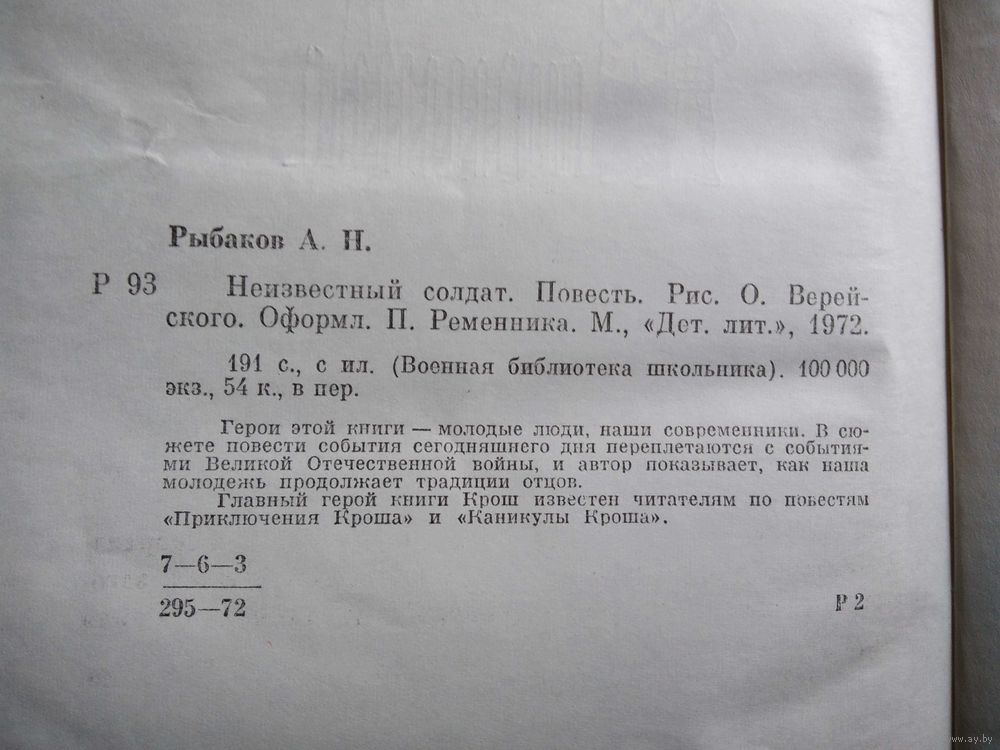 Рыбаков А. Н.
Р 93 Неизвестный солдат. Повесть. Рис. О. Верей-
ского. Оформл. П. Ременника. М., «Дет. лит.», 1972.
191 с., с ил. (Военная библиотека школьника). 100 000
экз., 54 к., в пер.
Герои этой книги — молодые люди, наши современники. В сю-
жете повести события сегодняшнего дня переплетаются с события-
ми Великой Отечественной войны, и автор показывает, как наша
молодежь продолжает традиции отцов.
Главный герой книги Крош известен читателям по повестям
«Приключения Кроша» и «Каникулы Кроша».
7—6—3
295—72
Р 2
www.ay.by